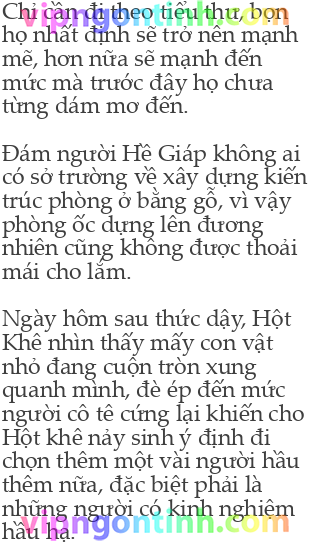 Chỉ cần đi theo tiểu thư, bọn
họ nhất định sẽ trở nên mạnh
mẽ, hơn nữa sẽ mạnh đến
mức mà trước đây họ chưa
từng dám mơ đến.
Đám người Hề Giáp không ai
có sở trường về xây dựng kiến
trúc phòng ở bằng gỗ, vì vậy
phòng ốc dựng lên đương
nhiên cũng không được thoải
mái cho lắm.
Ngày hôm sau thức dậy, Hột
Khê nhìn thấy mấy con vật
nhỏ đang cuộn tròn xung
quanh mình, đè ép đến mức
người cô tê cứng lại khiến cho
Hột khê nảy sinh ý định đi
chọn thêm một vài người hầu
thêm nữa, đặc biệt phải là
những người có kinh nghiệm
hầu hạ.
vipngontinh.com
vipngontinh.com